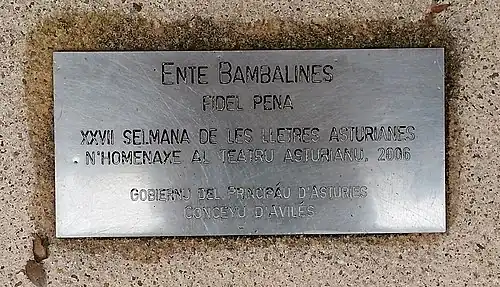 ENTE BAMBALINES
FIDEL PENA
XXVII SELMANA DE LES LLETRES ASTURIANES
N'HOMENAXE AL TEATRU ASTURIANU, 2006
GOBIERNU DEL PRINCIPÁU D'ASTURIES
CONCEYU D'AVILÉS